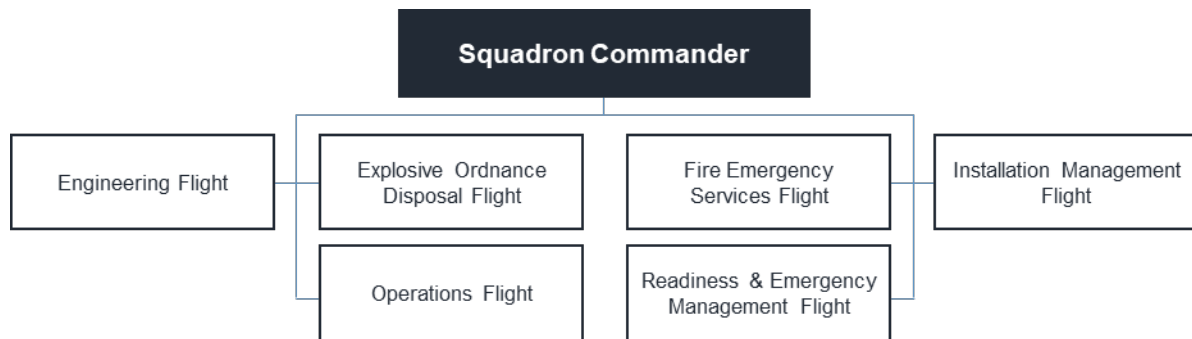 Squadron Commander
Engineering Flight
Explosive Ordnance
Disposal Flight
Fire Emergency
Services Flight
Installation Management
Flight
Operations Flight
Readiness & Emergency
Management Flight